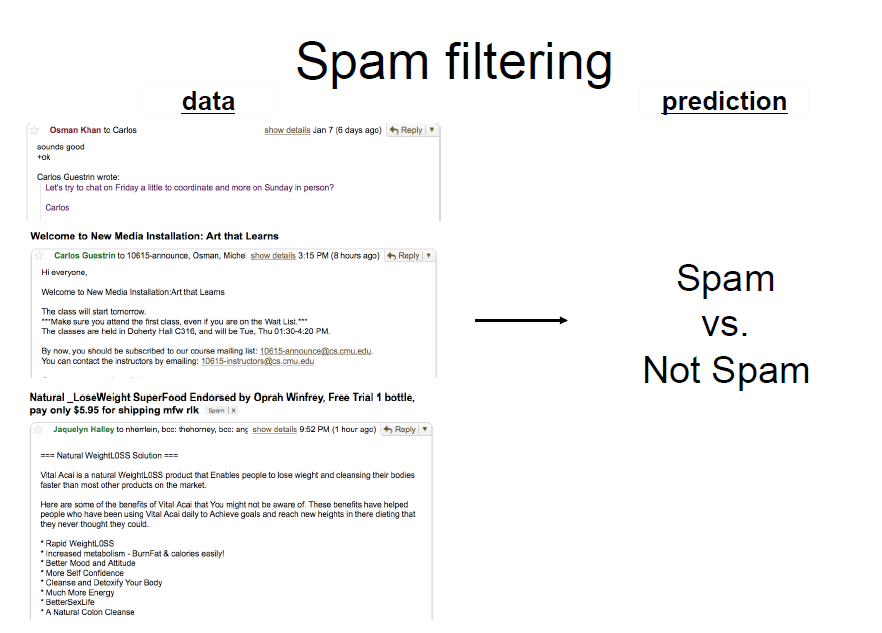 Spam filtering
data
prediction
Osman Khan to Carlos show details Jan 7 (6 days ago) Reply
sounds good
+ok
Carlos Guestrin wrote:
Let's try to chat on Friday a little to coordinate and more on Sunday in person?
Carlos
Welcome to New Media Installation: Art that Learns
Carlos Guestrin to 10615-announce, Osman, Miche show details 3:15 PM (8 hours ago) Reply
Hi everyone,
Welcome to New Media Installation:Art that Learns
The class will start tomorrow.
***Make sure you attend the first class, even if you are on the Wait List.***
The classes are held in Doherty Hall C316, and will be Tue, Thu 01:30-4:20 PM.
By now, you should be subscribed to our course mailing list: 10615-announce@cs.cmu.edu.
You can contact the instructors by emailing: 10615-instructors@cs.cmu.edu
Natural _LoseWeight SuperFood Endorsed by Oprah Winfrey, Free Trial 1 bottle,
pay only $5.95 for shipping mfw rlk Spam X
Jaquelyn Halley to nherrlein, bcc: thehorney, bcc: ang show details 9:52 PM (1 hour ago) Reply
=== Natural WeightL0SS Solution ===
Vital Acai is a natural WeightL0SS product that Enables people to lose wieght and cleansing their bodies
faster than most other products on the market.
Here are some of the benefits of Vital Acai that You might not be aware of. These benefits have helped
people who have been using Vital Acai daily to Achieve goals and reach new heights in there dieting that
they never thought they could.
* Rapid WeightL0SS
* Increased metabolism - BurnFat & calories easily!
* Better Mood and Attitude
* More Self Confidence
* Cleanse and Detoxify Your Body
* Much More Energy
* BetterSexLife
* A Natural Colon Cleanse
Spam
vs.
Not Spam